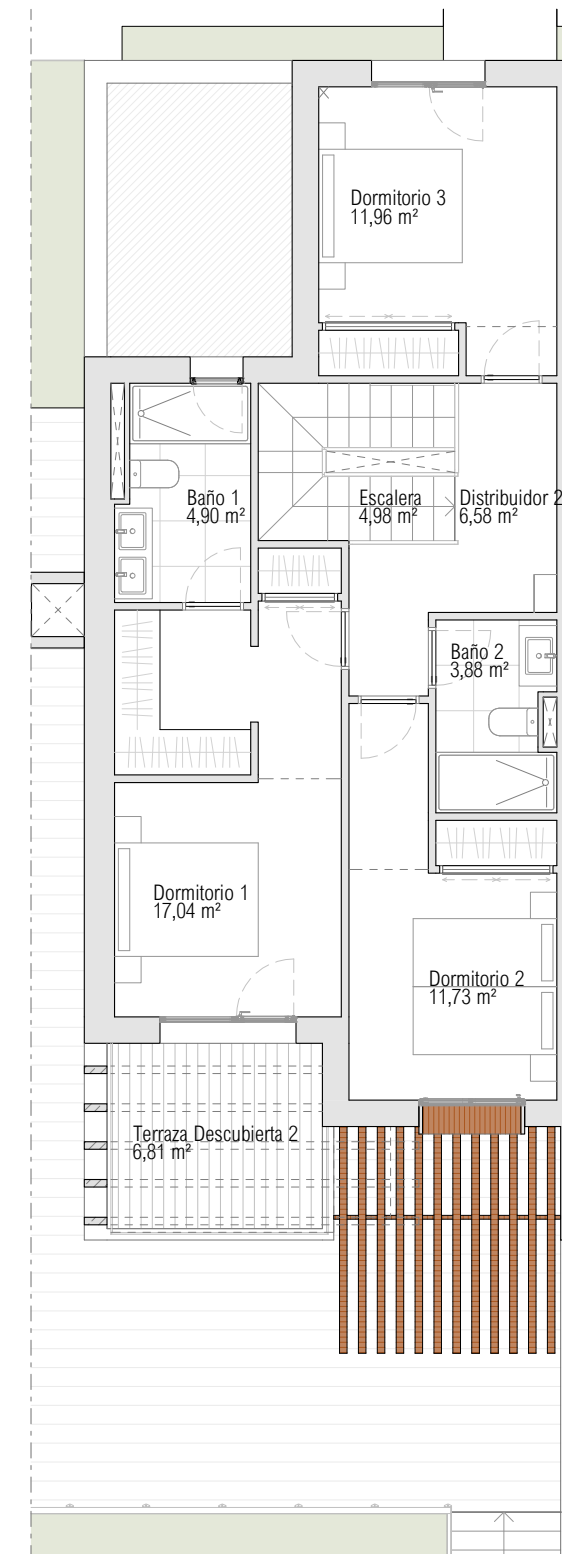 Dormitorio 3
11,96 m²
Baño 1
4,90 m²
Escalera
4,98 m²
Distribuidor 2
6,58 m²
Baño 2
3,88 m²
Dormitorio 1
17,04 m²
Dormitorio 2
11,73 m²
Terraza Descubierta 2
6,81 m²